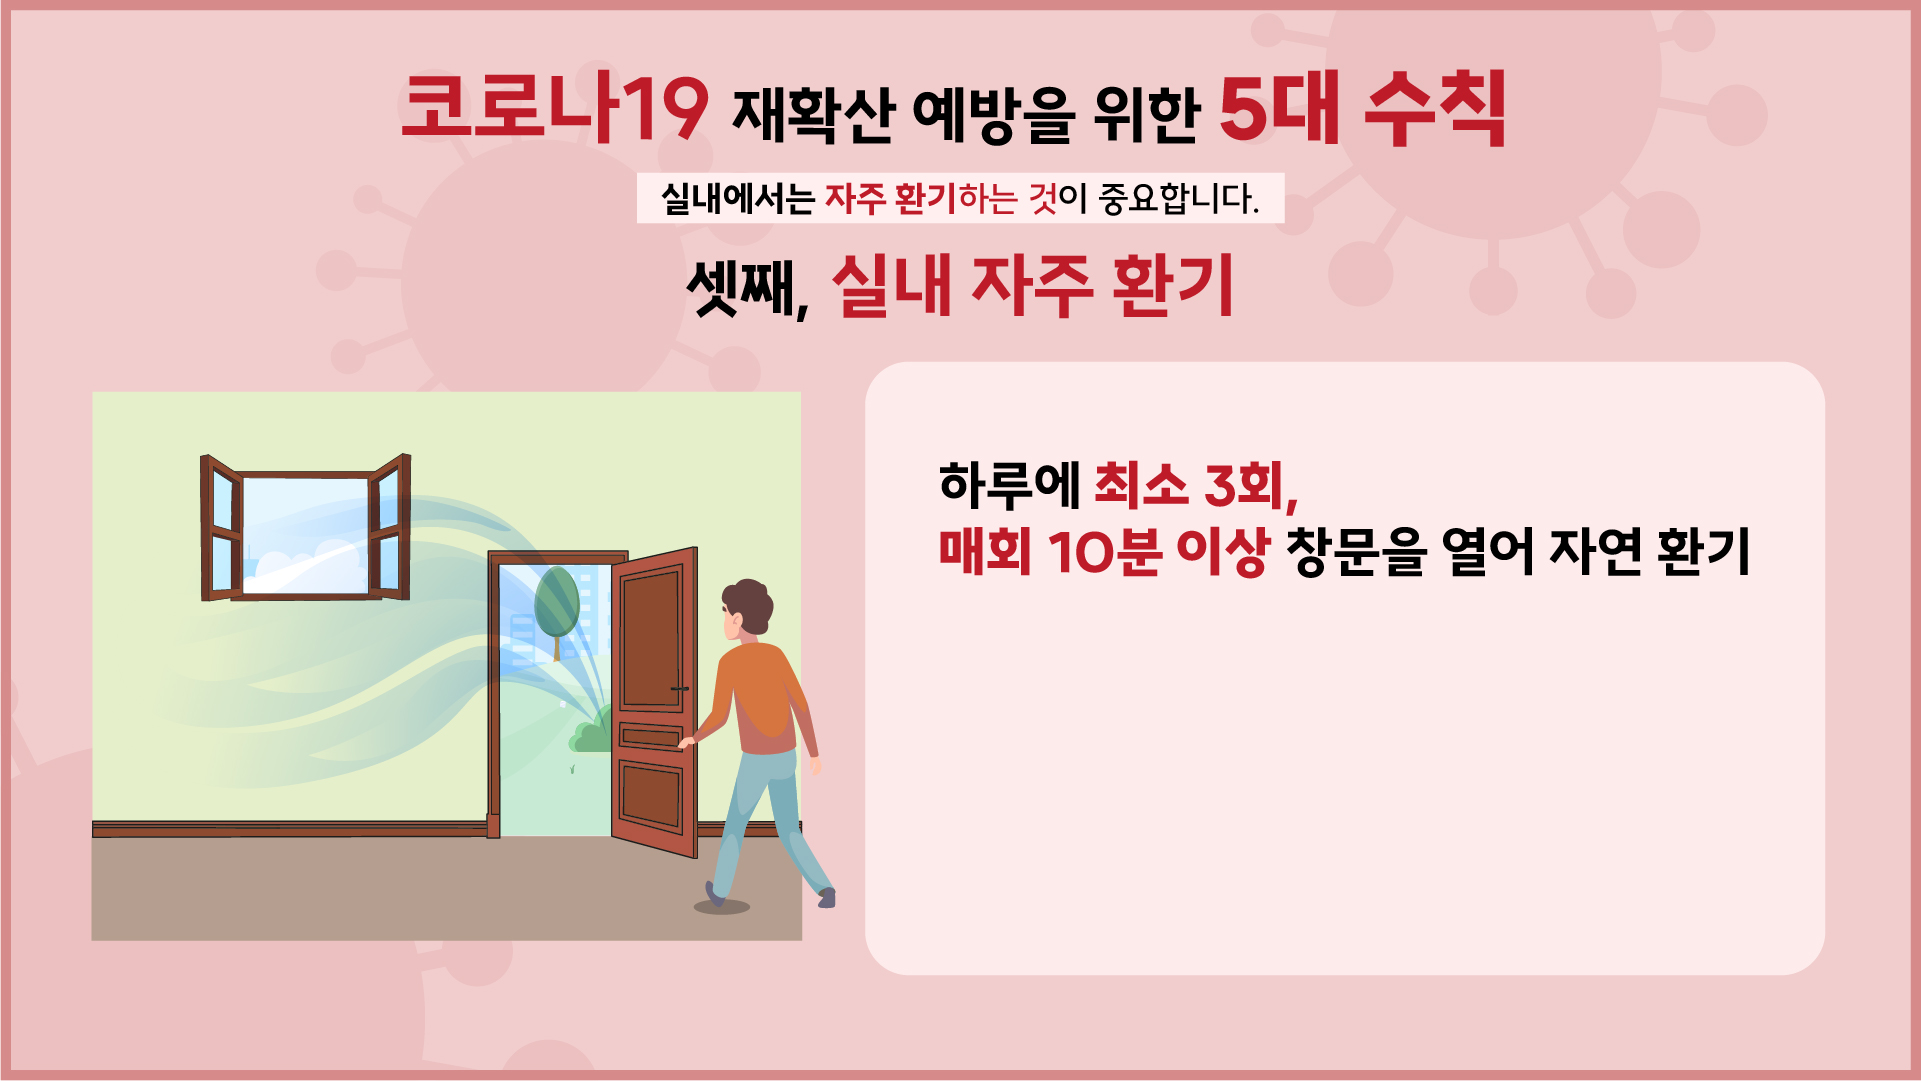 코로나19 재확산 예방을 위한 5대 수칙
실내에서는 자주 환기하는 것이 중요합니다.
셋째, 실내 자주 환기
하루에 최소 3회,
매회 10분 이상 창문을 열어 자연 환기